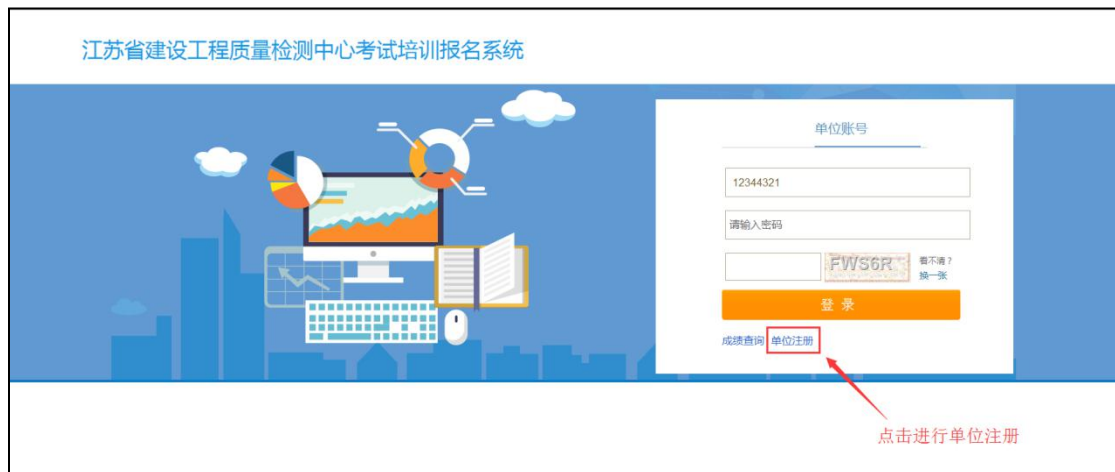 江苏省建设工程质量检测中心考试培训报名系统
单位账号
12344321
请输入密码
FWS6R 看不清？
换一张
登 录
成绩查询 单位注册
点击进行单位注册